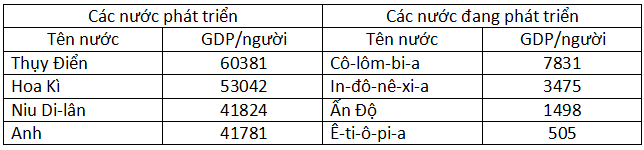 Các nước phát triển Các nước đang phát triển
Tên nước GDP/người Tên nước GDP/người
Thụy Điển 60381 Cô-lôm-bi-a 7831
Hoa Kì 53042 In-đô-nê-xi-a 3475
Niu Di-lân 41824 Ấn Độ 1498
Anh 41781 Ê-ti-ô-pi-a 505